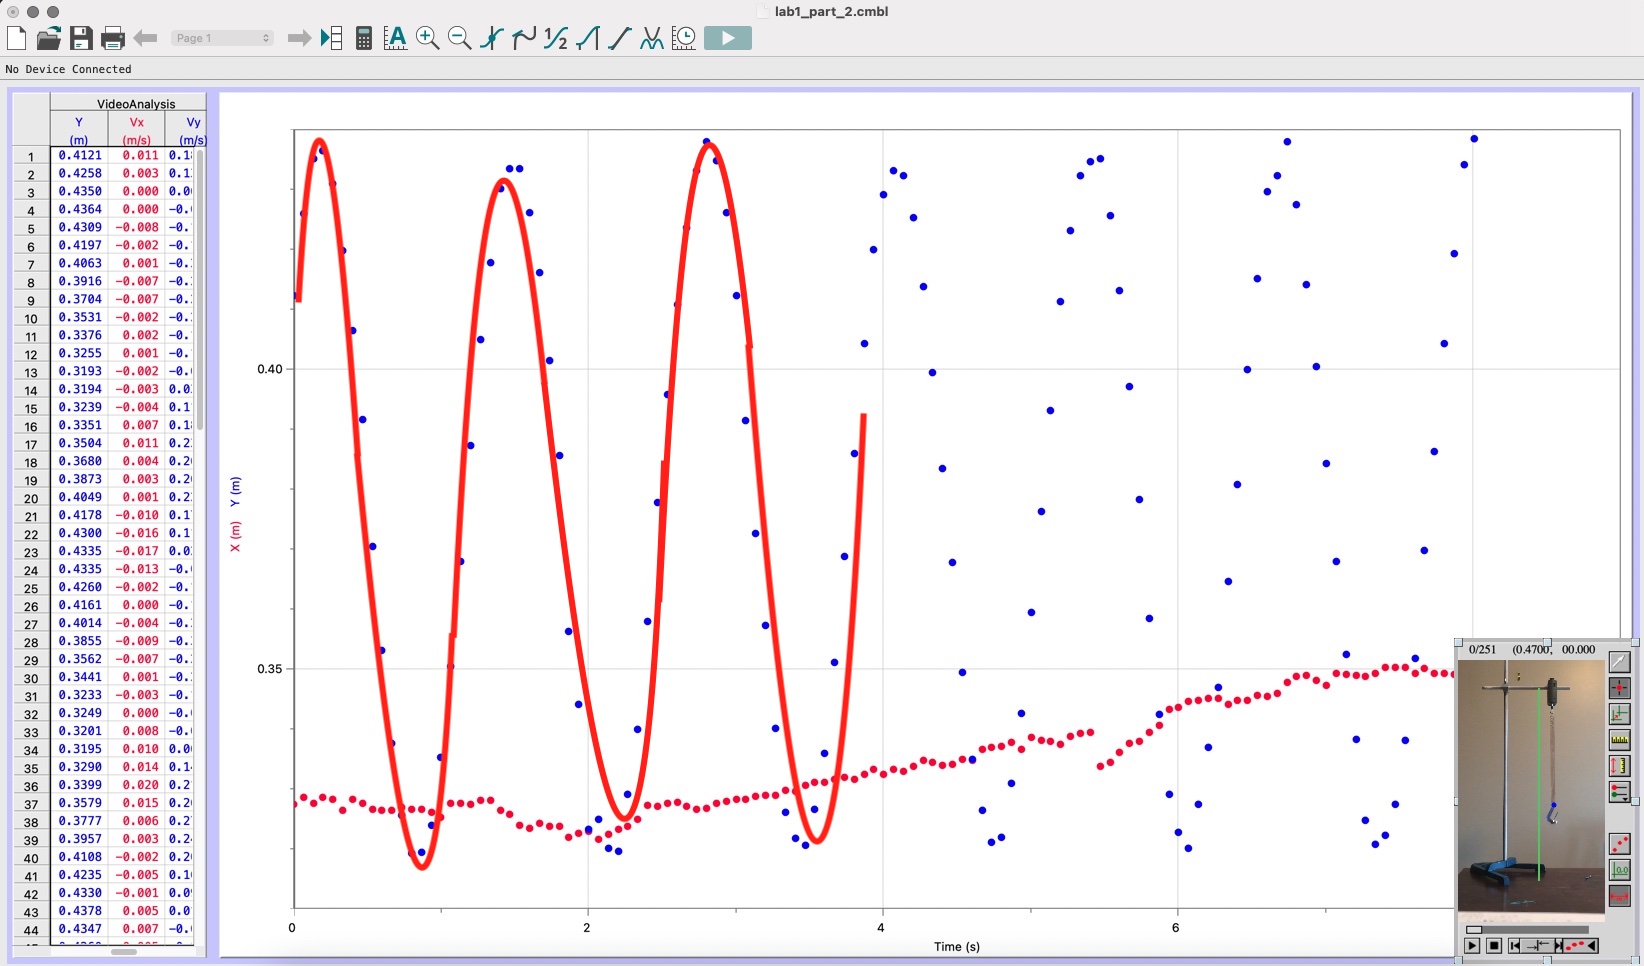 lab1_part_2.cmbl
Page 1
No Device Connected
VideoAnalysis
Y Vx Vy
(m) (m/s) (m/s)
1 0.4121 0.011
2 0.4258 0.003
3 0.4350 0.000
4 0.4364 0.000
5 0.4309 -0.008
6 0.4197 -0.002
7 0.4063 0.001
8 0.3916 -0.007
9 0.3704 -0.007
10 0.3531 -0.002
11 0.3376 0.002
12 0.3255 0.001
13 0.3193 -0.002
14 0.3194 -0.003
15 0.3239 -0.004
16 0.3351 0.007
17 0.3504 0.011
18 0.3680 0.004
19 0.3873 0.003
20 0.4049 0.001
21 0.4178 -0.010
22 0.4300 -0.016
23 0.4335 -0.017
24 0.4335 -0.013
25 0.4260 -0.002
26 0.4161 0.000
27 0.4014 -0.004
28 0.3855 -0.009
29 0.3562 -0.007
30 0.3441 0.001
31 0.3233 -0.003
32 0.3249 0.000
33 0.3201 0.008
34 0.3195 0.010
35 0.3290 0.014
36 0.3399 0.020
37 0.3579 0.015
38 0.3777 0.006
39 0.3957 0.003
40 0.4108 -0.002
41 0.4235 -0.005
42 0.4330 -0.001
43 0.4378 0.005
44 0.4347 0.007
X (m) Y (m)
0.40
0.35
0 2 4 6
Time (s)
0/251 (0.4700, 00.000